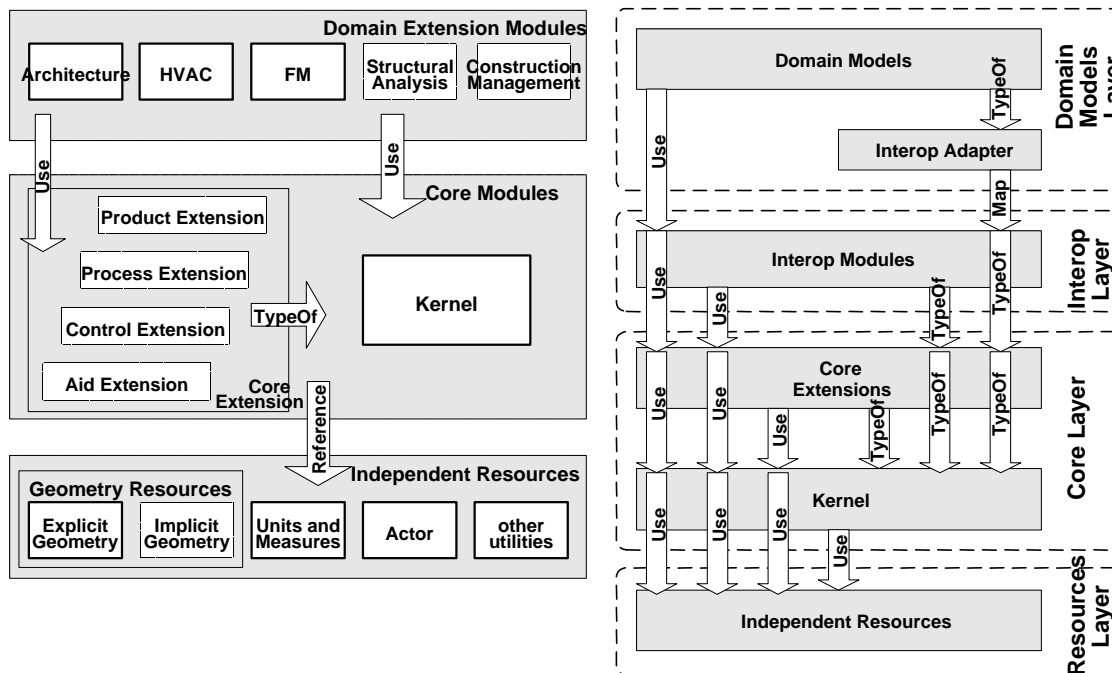 Domain Extension Modules
Architecture
HVAC
FM
Structural
Analysis
Construction
Management
Use
Use
Core Modules
Product Extension
Process Extension
Control Extension
Aid Extension
Core
Extension
TypeOf
Kernel
Reference
Independent Resources
Geometry Resources
Explicit
Geometry
Implicit
Geometry
Units and
Measures
Actor
other
utilities
Domain Models
TypeOf
Use
Interop Adapter
Map
Domain
Models
Layer
Interop Modules
Use
Use
TypeOf
TypeOf
Interop
Layer
Core
Extensions
Use
Use
Use
TypeOf
TypeOf
TypeOf
Kernel
Core Layer
Use
Use
Use
Use
Independent Resources
Resources
Layer